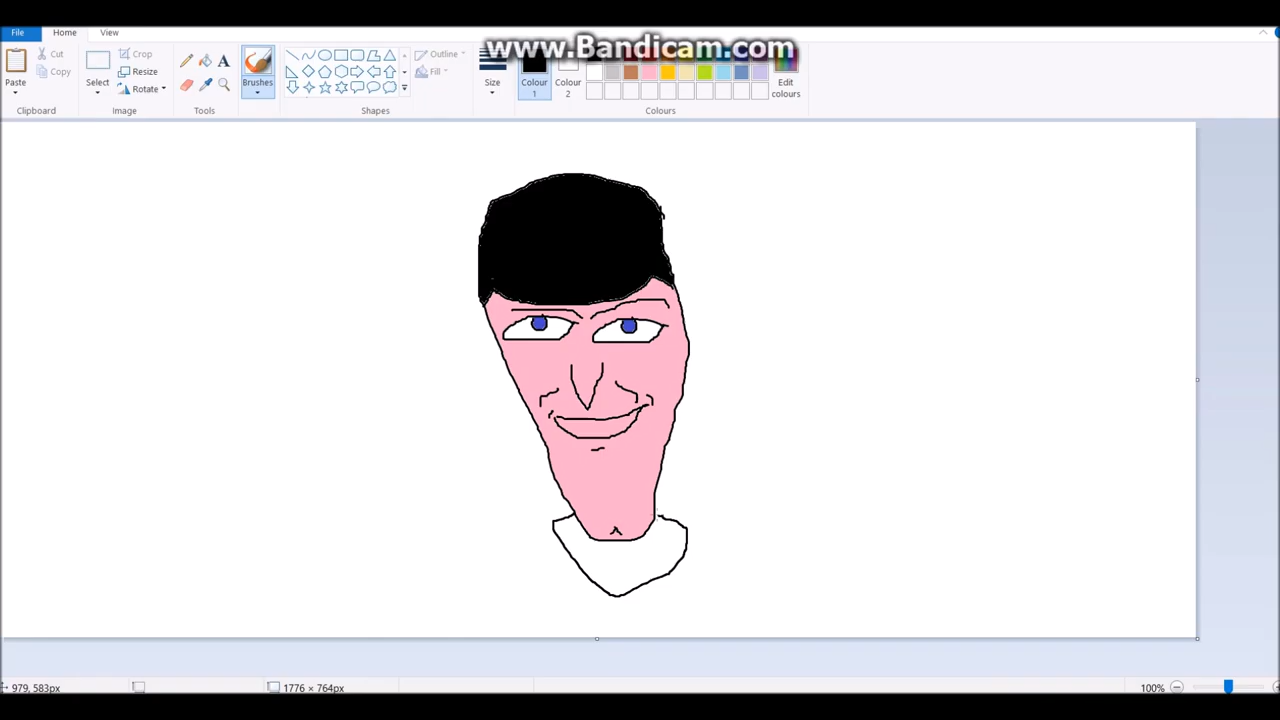 www.Bandicam.com
File Home View
Paste
Cut
Copy
Clipboard
Select
Crop
Resize
Rotate
Image
A
Tools
Brushes
Outline
Fill
Shapes
Size
Colour
1
Colour
2
Edit
colours
Colours
979, 583px 1776 × 764px 100%